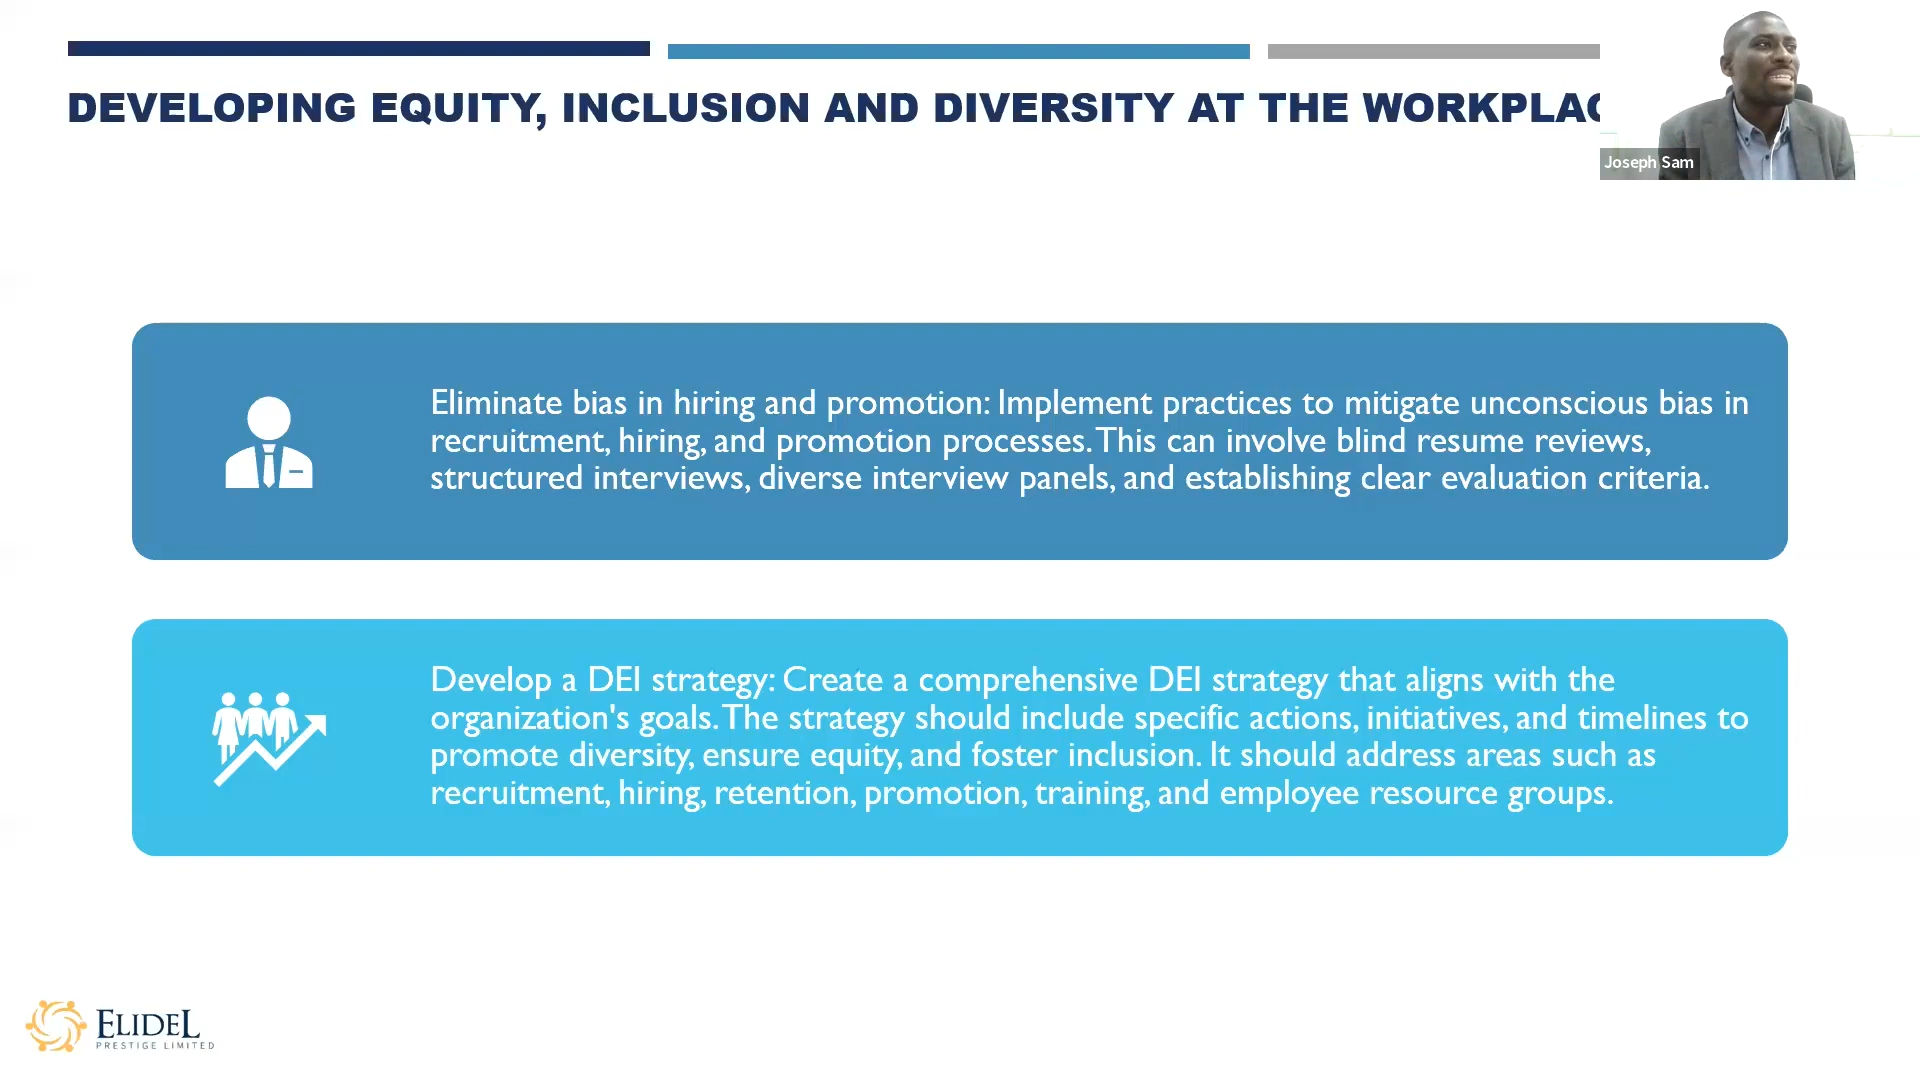 DEVELOPING EQUITY, INCLUSION AND DIVERSITY AT THE
Joseph Sam
Eliminate bias in hiring and promotion: Implement practices to mitigate unconscious bias in
recruitment, hiring, and promotion processes. This can involve blind resume reviews,
structured interviews, diverse interview panels, and establishing clear evaluation criteria.
Develop a DEI strategy: Create a comprehensive DEI strategy that aligns with the
organization's goals. The strategy should include specific actions, initiatives, and timelines to
promote diversity, ensure equity, and foster inclusion. It should address areas such as
recruitment, hiring, retention, promotion, training, and employee resource groups.
ELIDEL
PRESTIGE LIMITED